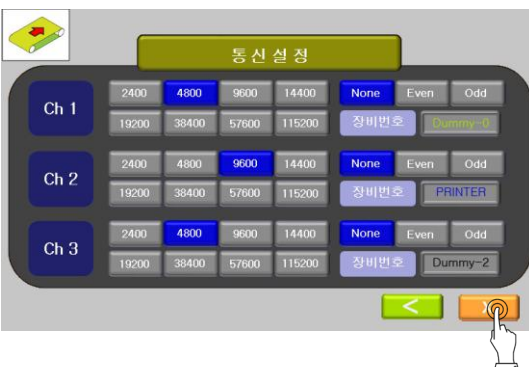 통신설정
Ch 1
2400 4800 9600 14400 None Even Odd
19200 38400 57600 115200 장비번호 Dummy-0
Ch 2
2400 4800 9600 14400 None Even Odd
19200 38400 57600 115200 장비번호 PRINTER
Ch 3
2400 4800 9600 14400 None Even Odd
19200 38400 57600 115200 장비번호 Dummy-2
<